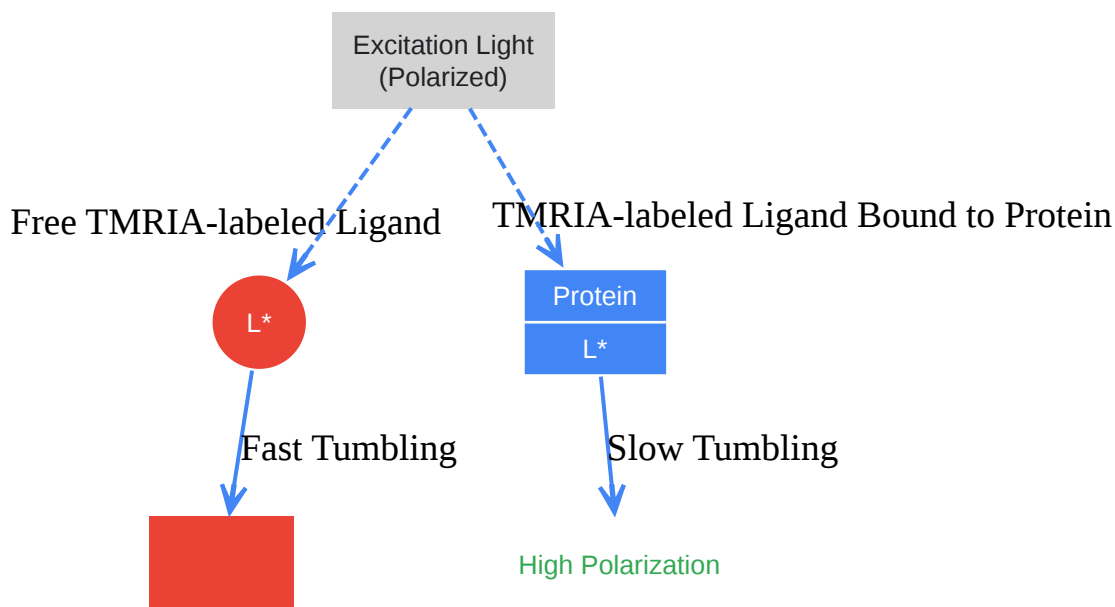 Excitation Light
(Polarized)
Free TMRIA-labeled Ligand
TMRIA-labeled Ligand Bound to Protein
L*
Protein
L*
Fast Tumbling
Slow Tumbling
High Polarization